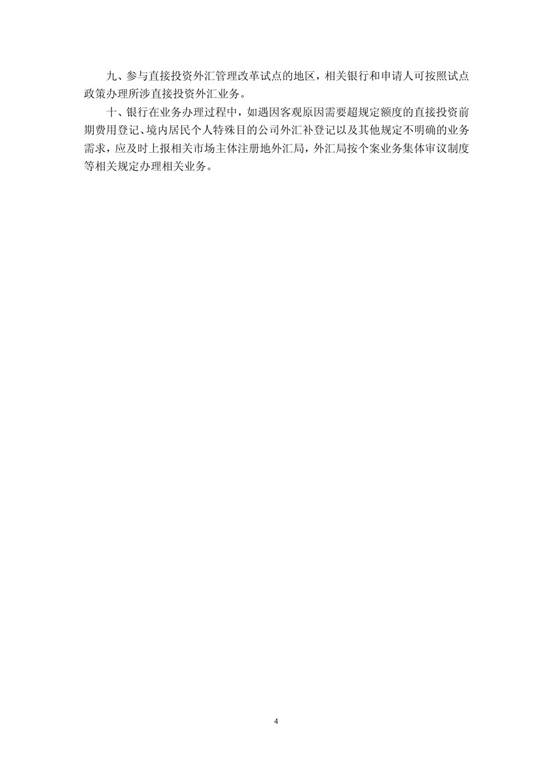 九、参与直接投资外汇管理改革试点的地区，相关银行和申请人可按照试点
政策办理所涉直接投资外汇业务。
十、银行在业务办理过程中，如遇因客观原因需要超规定额度的直接投资前
期费用登记、境内居民个人特殊目的公司外汇补登记以及其他规定不明确的业务
需求，应及时上报相关市场主体注册地外汇局，外汇局按个案业务集体审议制度
等相关规定办理相关业务。
4